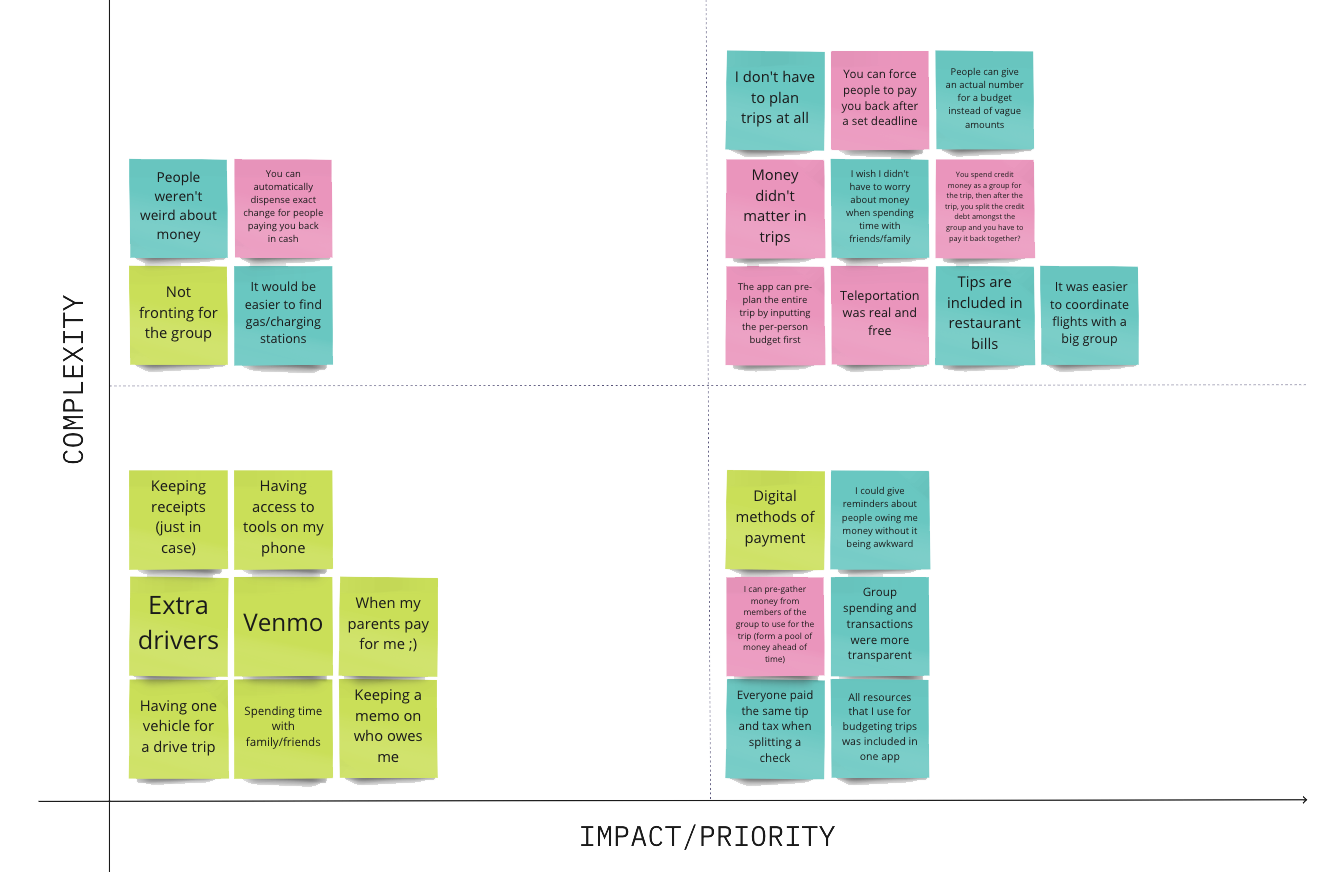 COMPLEXITY
People
weren't
weird about
money
You can
automatically
dispense exact
change for people
paying you back
in cash
Not
fronting for
the group
It would be
easier to find
gas/charging
stations
I don't have
to plan
trips at all
You can force
people to pay
you back after
a set deadline
People can give
an actual number
for a budget
instead of vague
amounts
Money
didn't
matter in
trips
I wish I didn't
have to worry
about money
when spending
time with
friends/family
You spend credit
money as a group for
the trip, then after the
trip, you split the credit
debt amongst the
group and you have to
pay it back together?
The app can pre-
plan the entire
trip by inputting
the per-person
budget first
Teleportation
was real and
free
Tips are
included in
restaurant
bills
It was easier
to coordinate
flights with a
big group
Keeping
receipts
(just in
case)
Having
access to
tools on my
phone
Extra
drivers
Venmo
When my
parents pay
for me ;)
Having one
vehicle for
a drive trip
Spending time
with
family/friends
Keeping a
memo on
who owes
me
Digital
methods of
payment
I could give
reminders about
people owing me
money without it
being awkward
I can pre-gather
money from
members of the
group to use for the
trip (form a pool of
money ahead of
time)
Group
spending and
transactions
were more
transparent
Everyone paid
the same tip
and tax when
splitting a
check
All resources
that I use for
budgeting trips
was included in
one app
IMPACT/PRIORITY